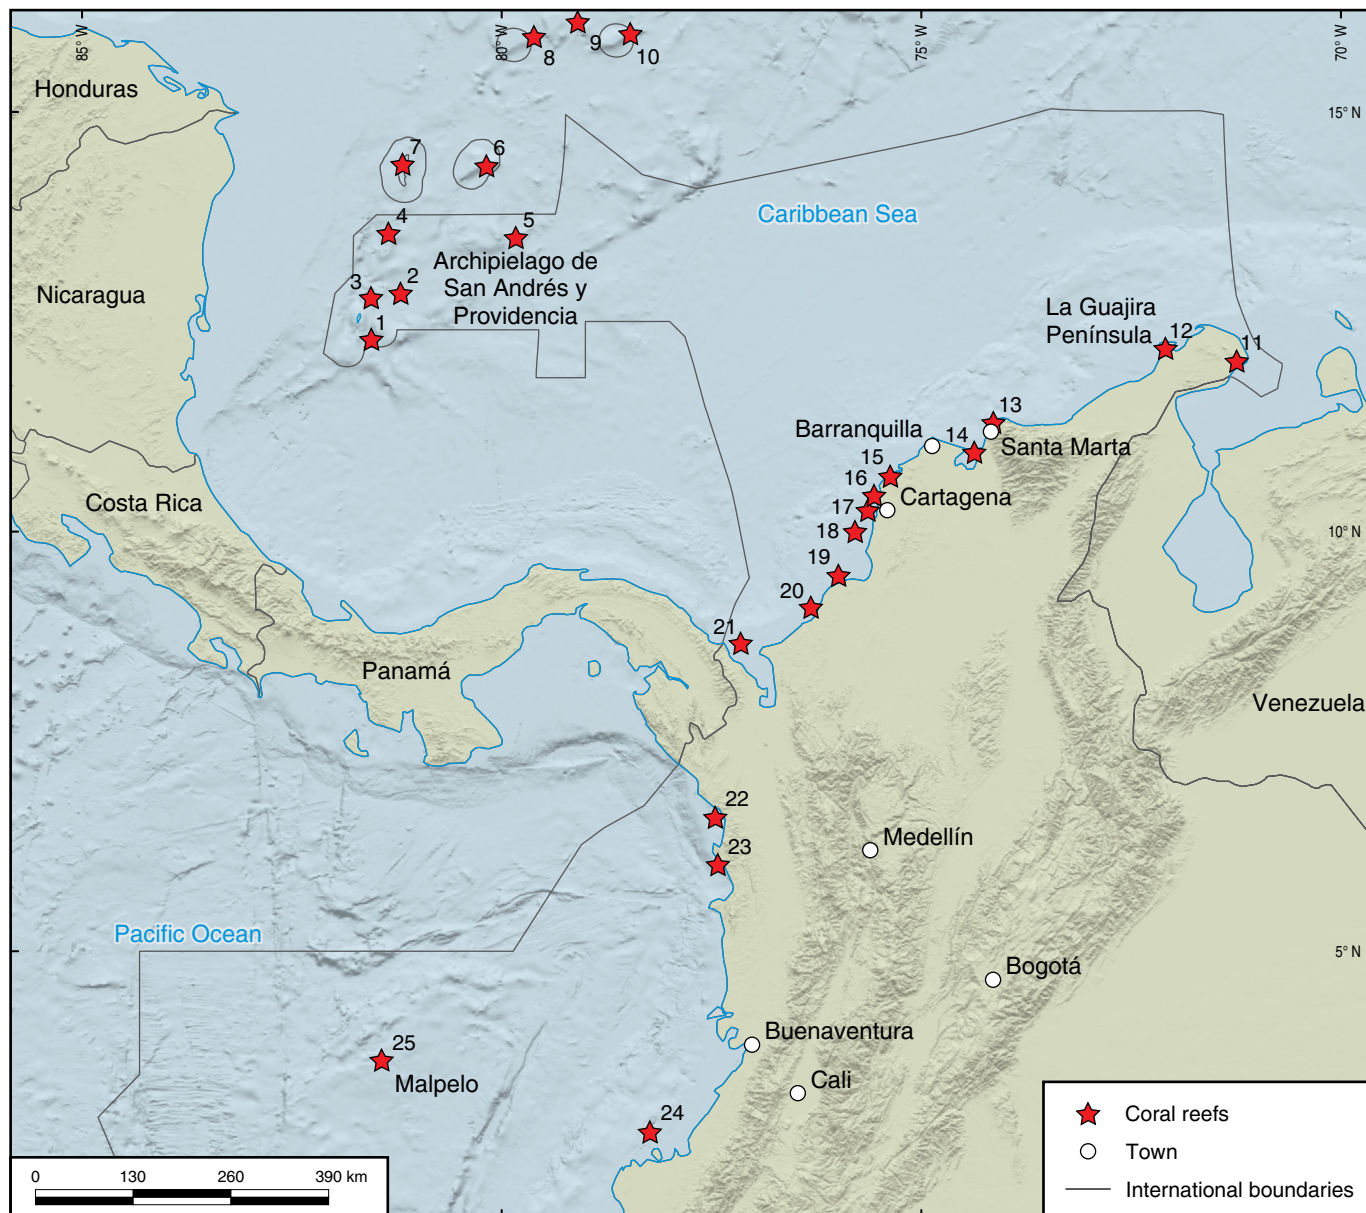 85° W
80° W
75° W
70° W
8
9
10
Honduras
15° N
7
6
Caribbean Sea
4
5
Archipielago de
San Andrés y
Providencia
3
2
1
Nicaragua
La Guajira
Península
12
11
13
Barranquilla
14
Santa Marta
15
16
Cartagena
17
18
Costa Rica
10° N
19
20
21
Panamá
Venezuela
22
Medellín
23
Pacific Ocean
5° N
Bogotá
Buenaventura
25
Malpelo
Cali
24
Coral reefs
Town
International boundaries
0 130 260 390 km